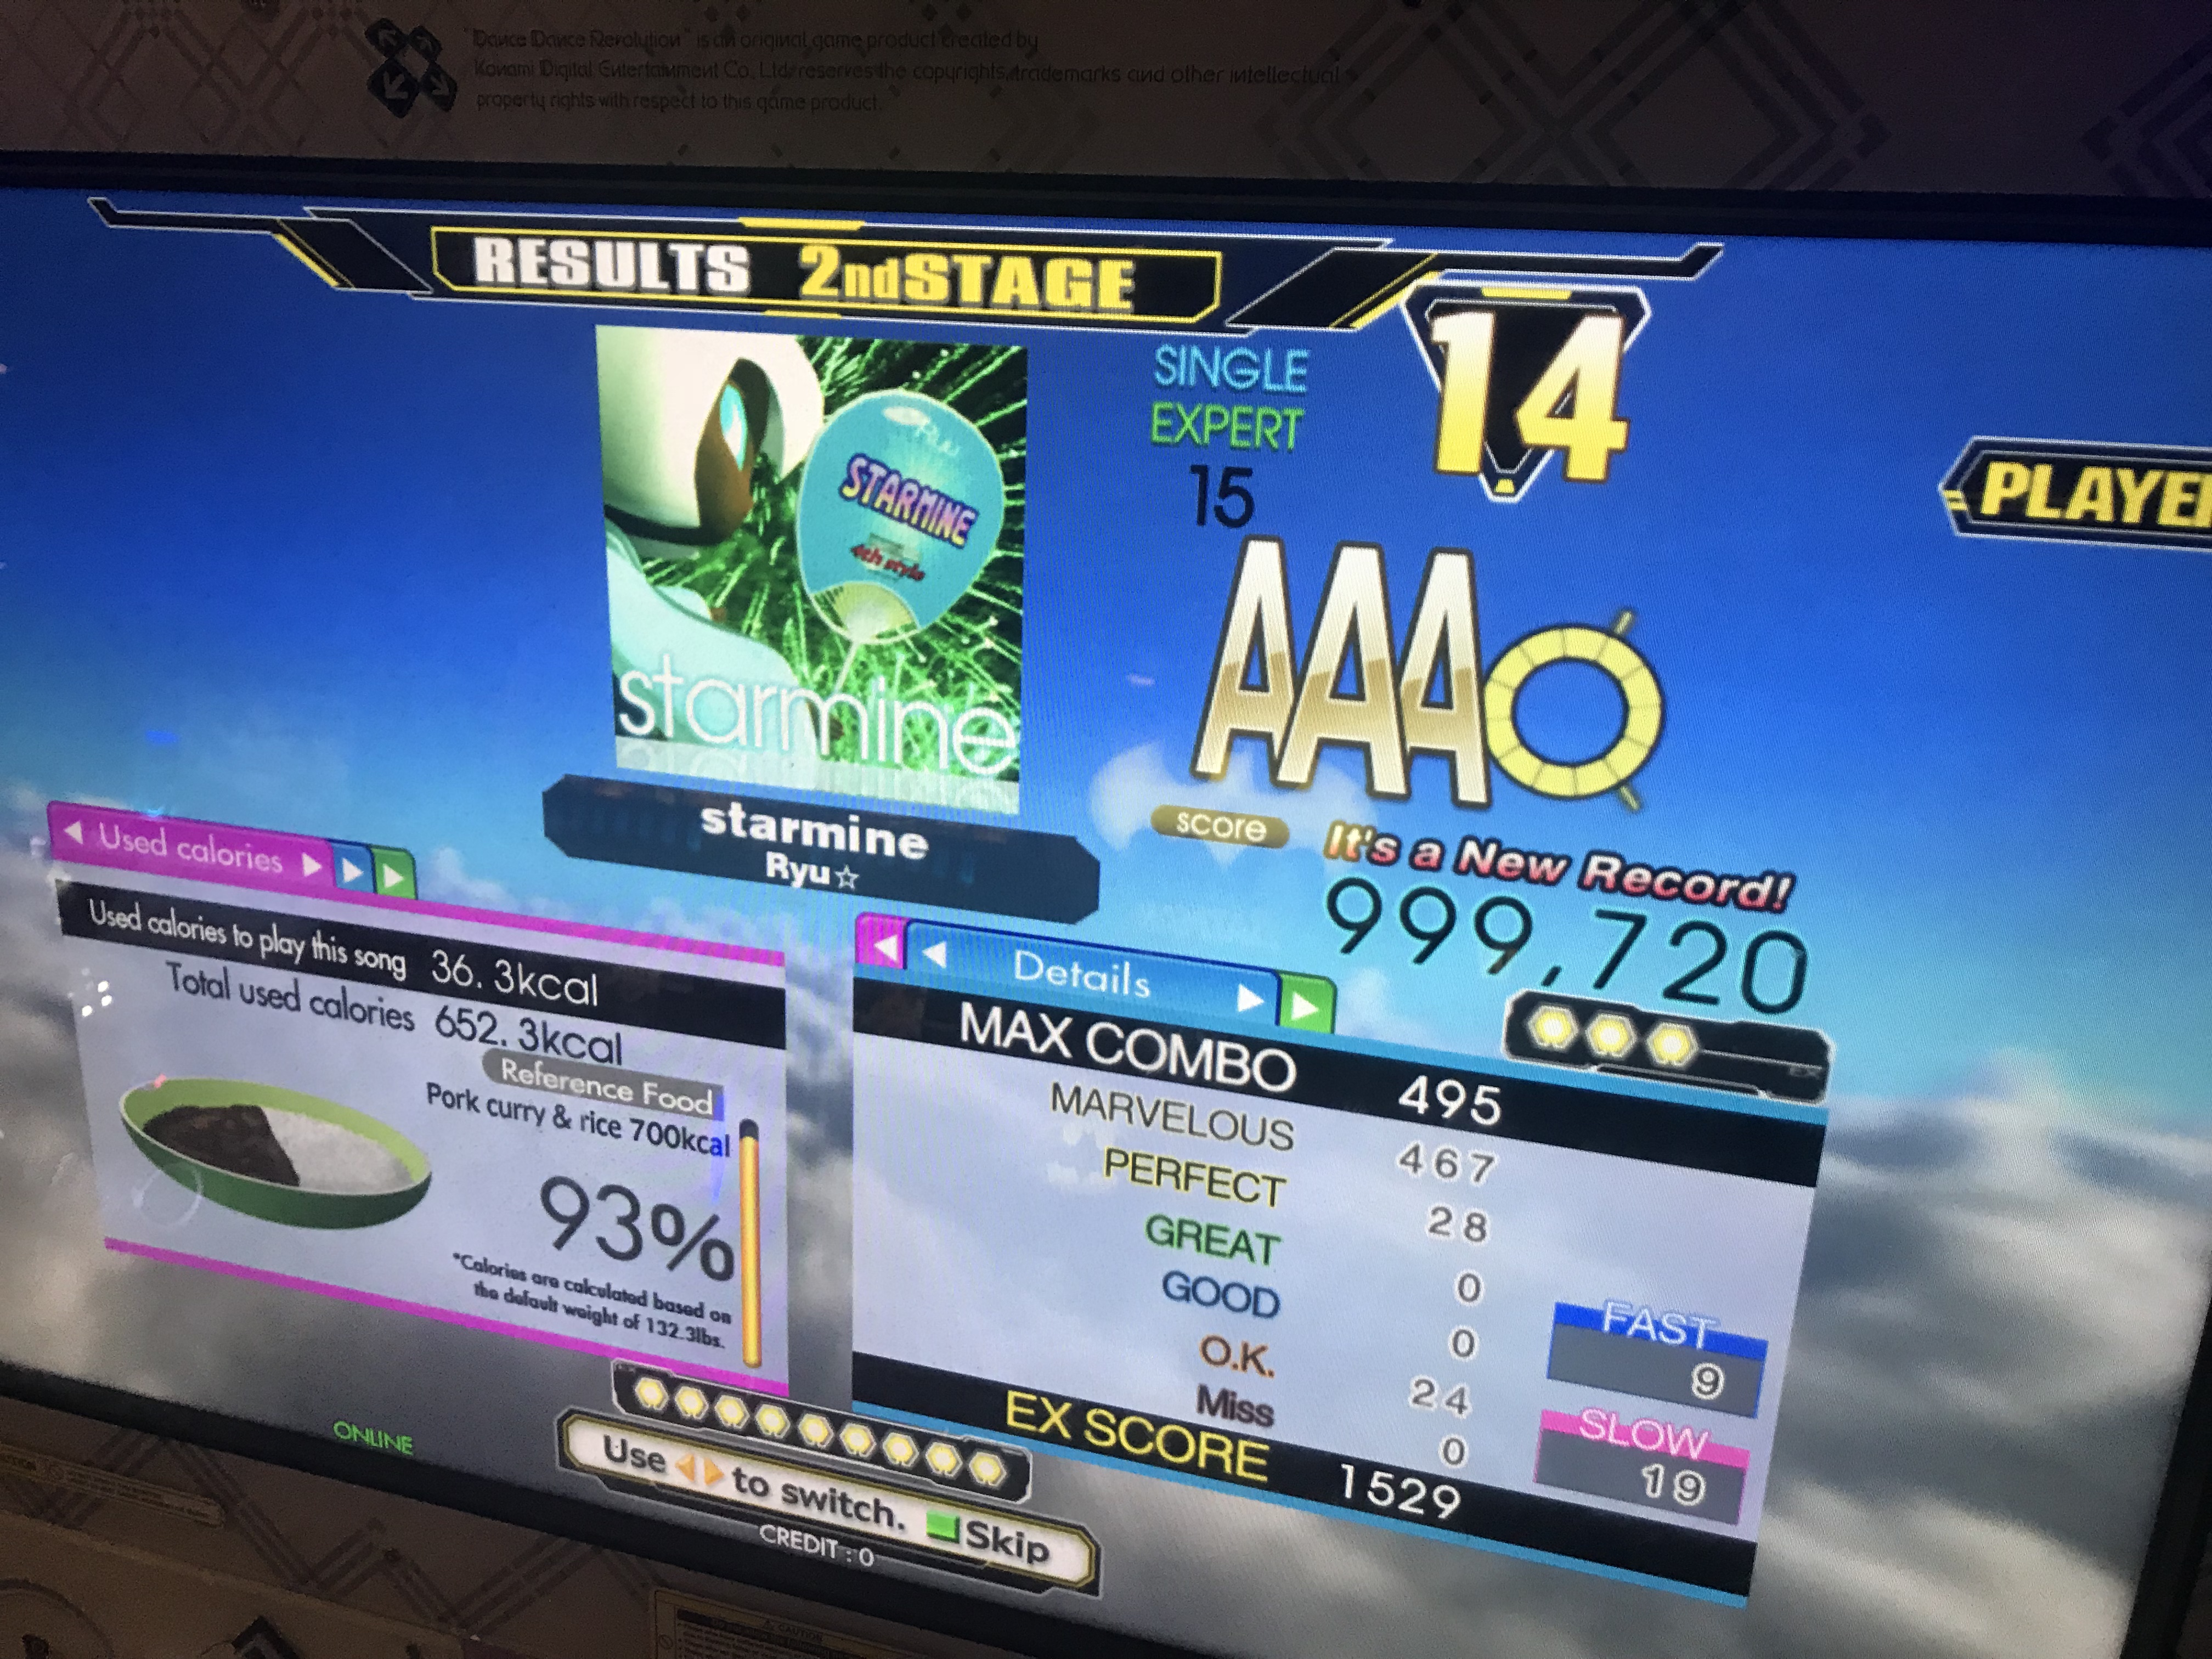 "Dance Dance Revolution" is an original game product created by
Konami Digital Entertainment Co., Ltd. reserves the copyrights, trademarks and other intellectual
property rights with respect to this game product.
RESULTS 2ndSTAGE
14
SINGLE
EXPERT
15
PLAYE
Ryu
STARMINE
4th style
starmine
AAA
starmine
Ryu☆
score
It's a New Record!
999,720
Used calories
Used calories to play this song 36.3kcal
Total used calories 652.3kcal
Reference Food
Pork curry & rice 700kcal
93%
*Calories are calculated based on
the default weight of 132.3lbs.
Details
EX
MAX COMBO 495
MARVELOUS 467
PERFECT 28
GREAT 0
GOOD 0
O.K. 24
Miss 0
EX SCORE 1529
FAST
9
SLOW
19
ONLINE
Use ◀▶ to switch. Skip
CREDIT : 0
CAUTION